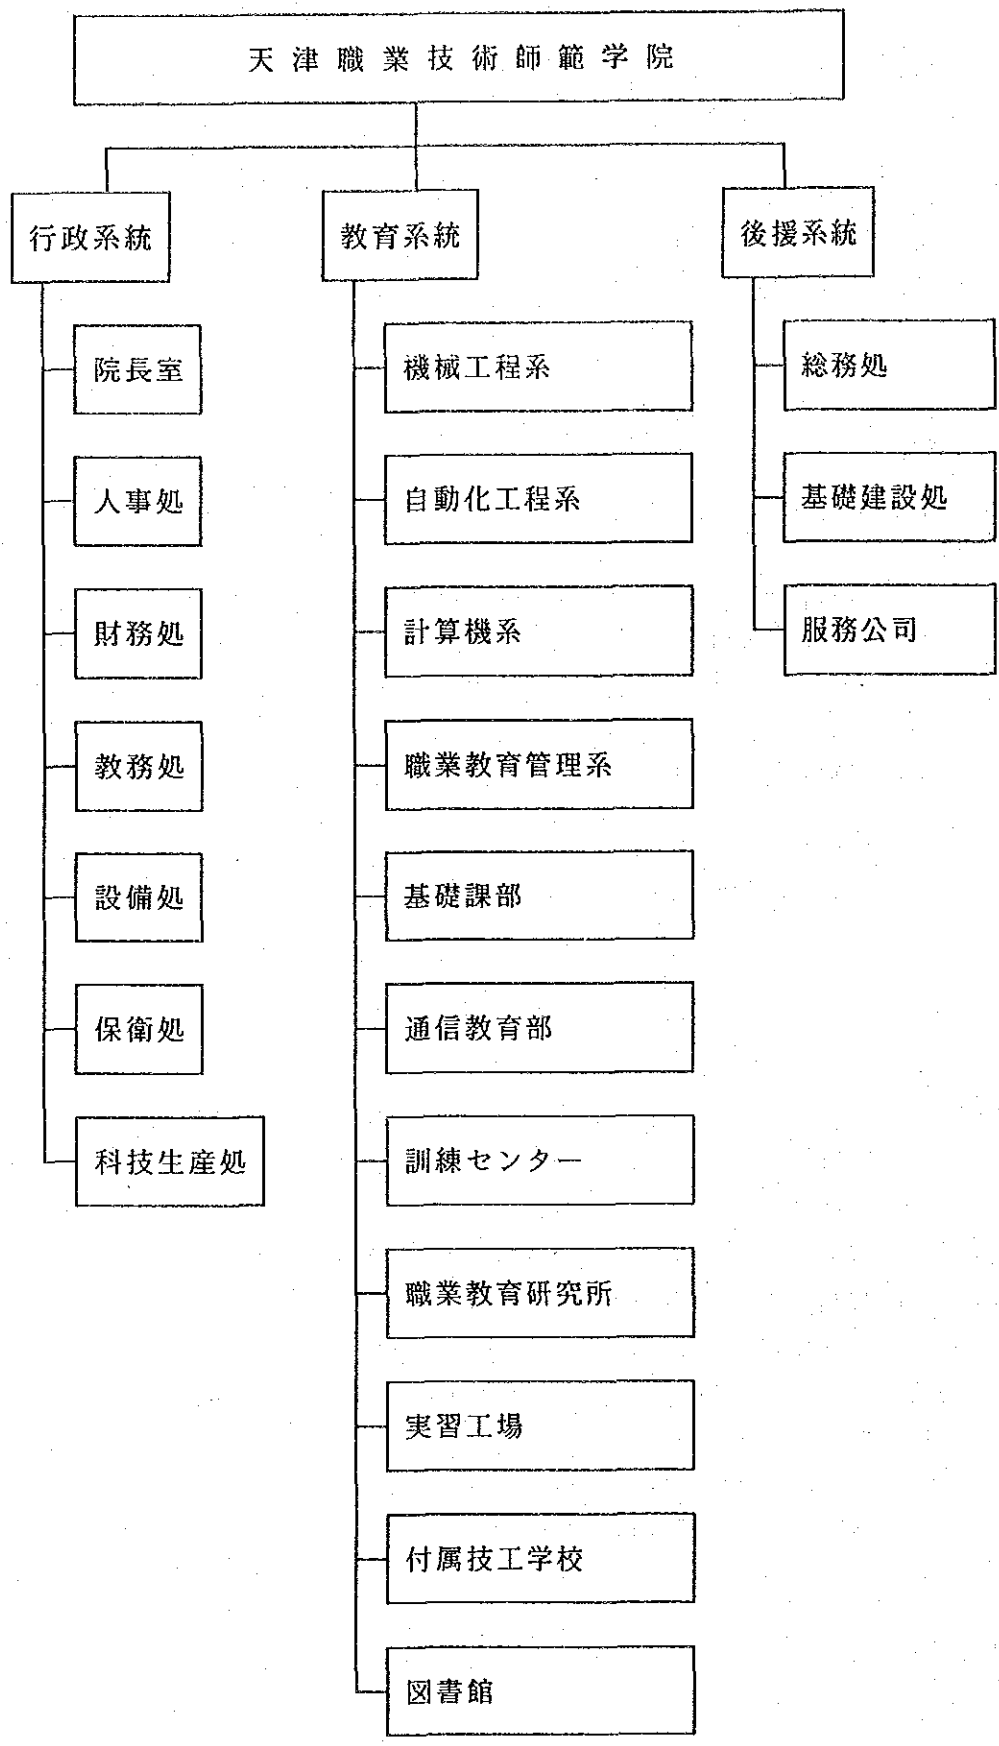 天津職業技術師範学院
行政系統
院長室
人事処
財務処
教務処
設備処
保衛処
科技生産処
教育系統
機械工程系
自動化工程系
計算機系
職業教育管理系
基礎課部
通信教育部
訓練センター
職業教育研究所
実習工場
付属技工学校
図書館
後援系統
総務処
基礎建設処
服務公司